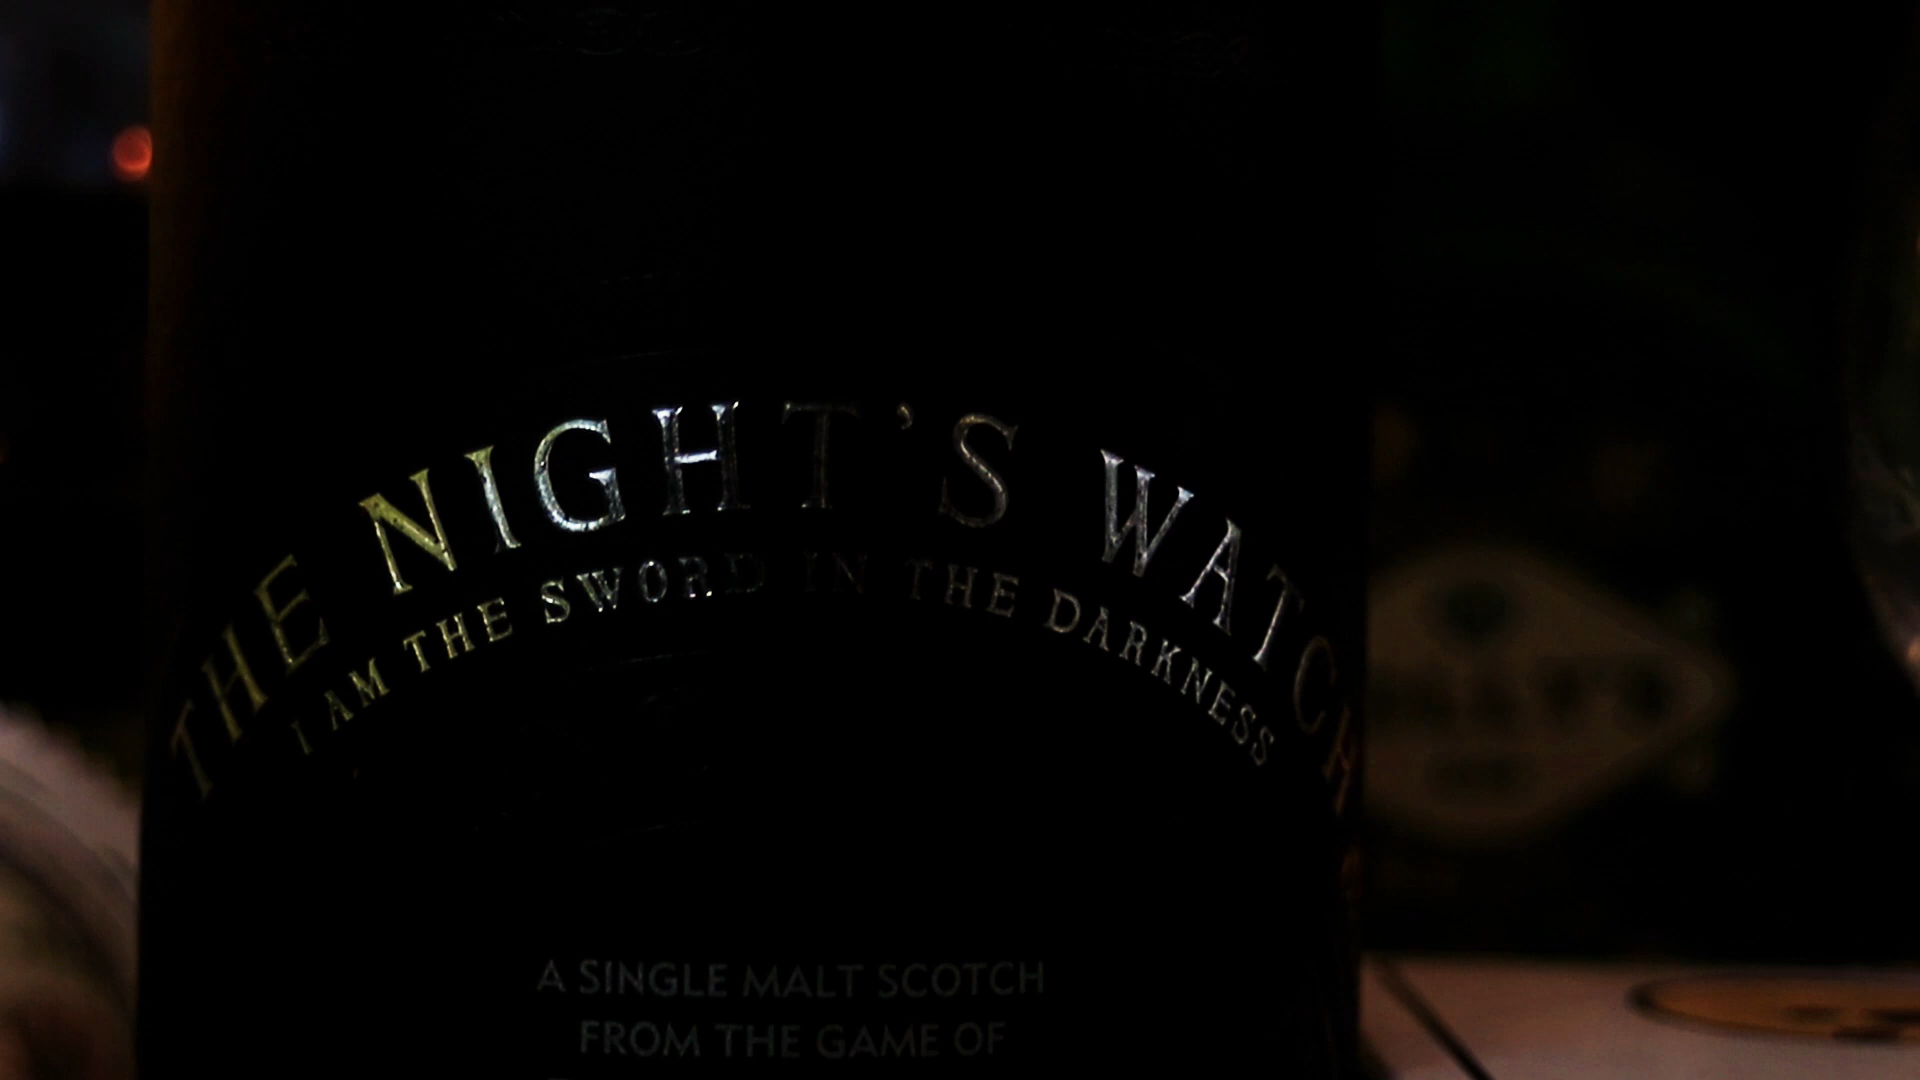 THE NIGHT'S WATCH
I AM THE SWORD IN THE DARKNESS
A SINGLE MALT SCOTCH
FROM THE GAME OF